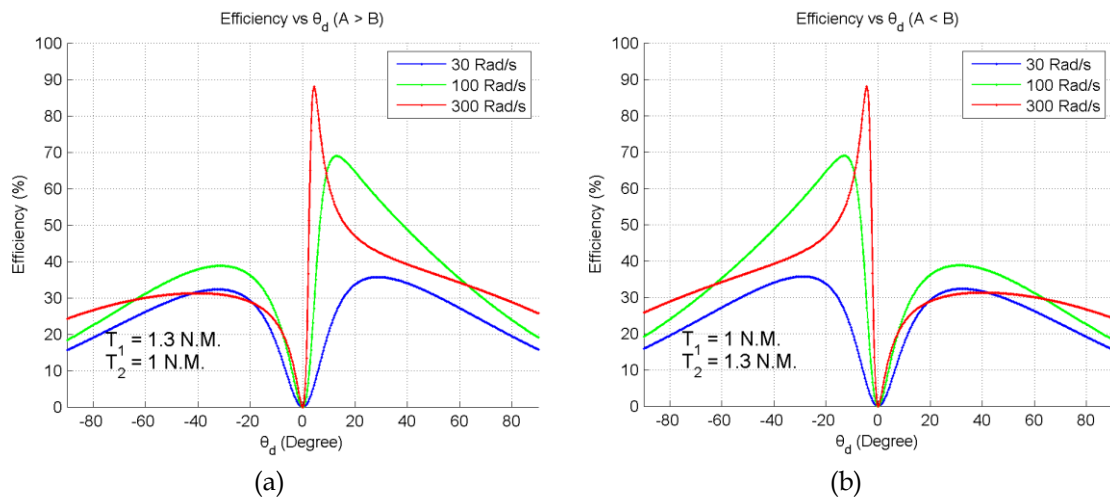 Efficiency vs θd (A > B)
100
90
80
70
60
50
40
30
20
10
0
Efficiency (%)
30 Rad/s
100 Rad/s
300 Rad/s
T1 = 1.3 N.M.
T2 = 1 N.M.
-80 -60 -40 -20 0 20 40 60 80
θd (Degree)
(a)
Efficiency vs θd (A < B)
100
90
80
70
60
50
40
30
20
10
0
Efficiency (%)
30 Rad/s
100 Rad/s
300 Rad/s
T1 = 1 N.M.
T2 = 1.3 N.M.
-80 -60 -40 -20 0 20 40 60 80
θd (Degree)
(b)